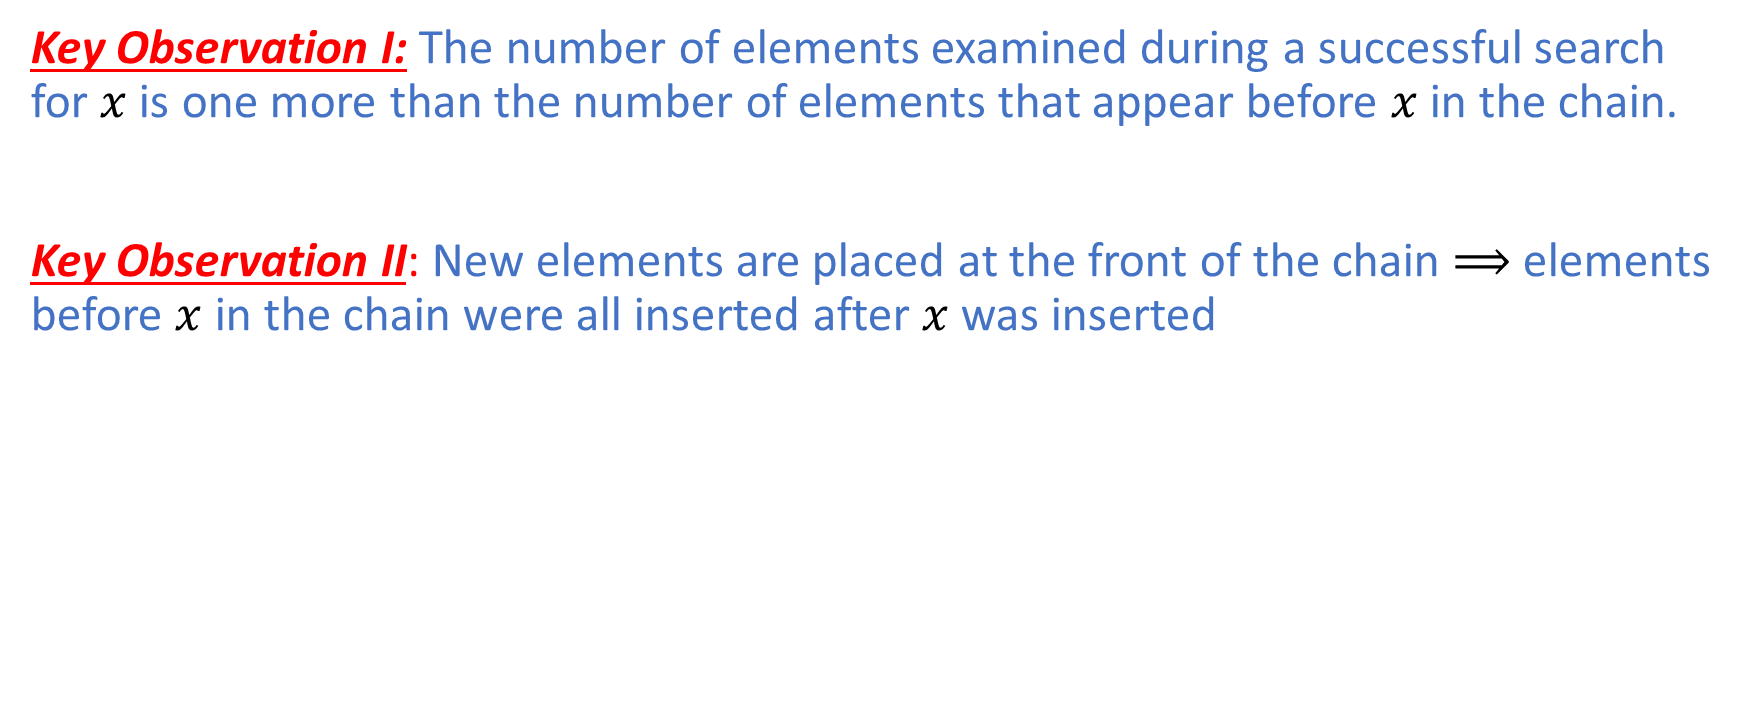 Key Observation I: The number of elements examined during a successful search
for x is one more than the number of elements that appear before x in the chain.
Key Observation II: New elements are placed at the front of the chain ⟹ elements
before x in the chain were all inserted after x was inserted